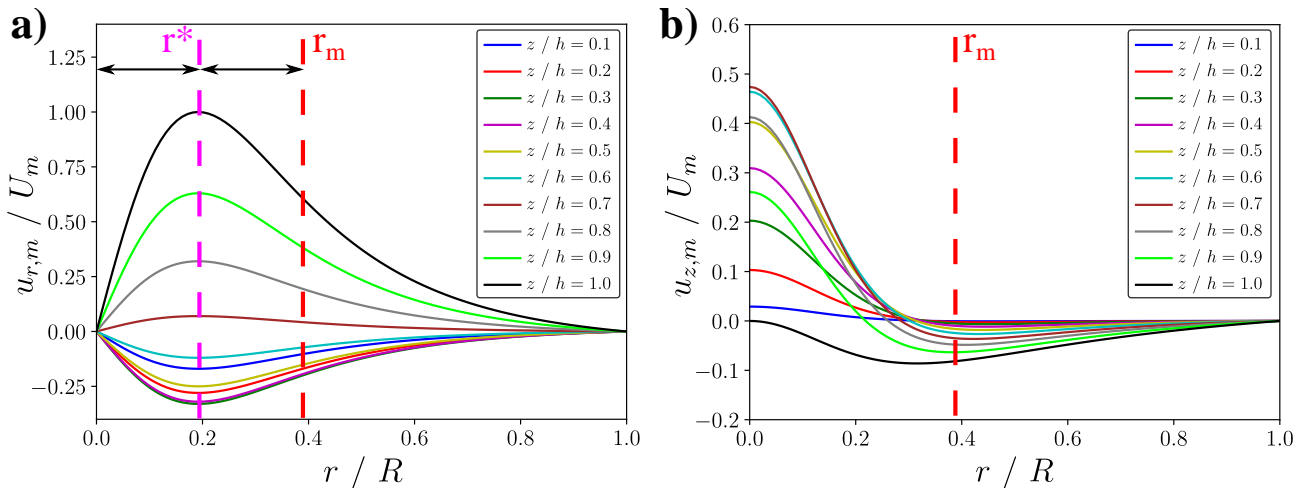 a)
r*
r_m
z / h = 0.1
z / h = 0.2
z / h = 0.3
z / h = 0.4
z / h = 0.5
z / h = 0.6
z / h = 0.7
z / h = 0.8
z / h = 0.9
z / h = 1.0
1.25
1.00
0.75
0.50
0.25
0.00
−0.25
u_{r,m} / U_m
0.0 0.2 0.4 0.6 0.8 1.0
r / R
b)
r_m
z / h = 0.1
z / h = 0.2
z / h = 0.3
z / h = 0.4
z / h = 0.5
z / h = 0.6
z / h = 0.7
z / h = 0.8
z / h = 0.9
z / h = 1.0
0.6
0.5
0.4
0.3
0.2
0.1
0.0
−0.1
−0.2
u_{z,m} / U_m
0.0 0.2 0.4 0.6 0.8 1.0
r / R